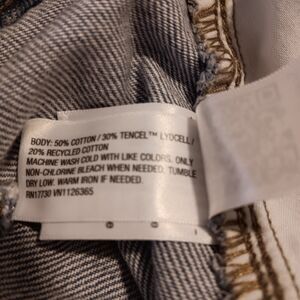 BODY: 50% COTTON / 30% TENCEL™ LYOCELL /
20% RECYCLED COTTON
MACHINE WASH COLD WITH LIKE COLORS. ONLY
NON-CHLORINE BLEACH WHEN NEEDED. TUMBLE
DRY LOW. WARM IRON IF NEEDED.
RN17730 VN1126365